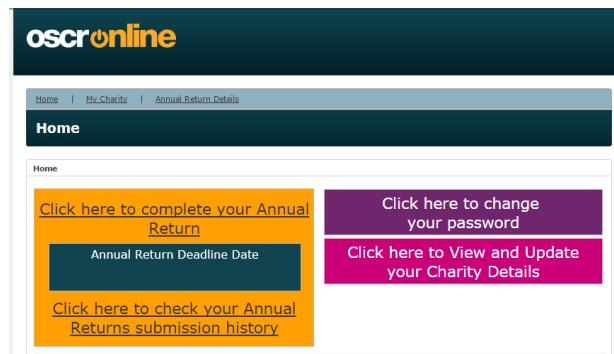 oscronline
Home | My Charity | Annual Return Details
Home
Home
Click here to complete your Annual
Return
Annual Return Deadline Date
Click here to check your Annual
Returns submission history
Click here to change
your password
Click here to View and Update
your Charity Details